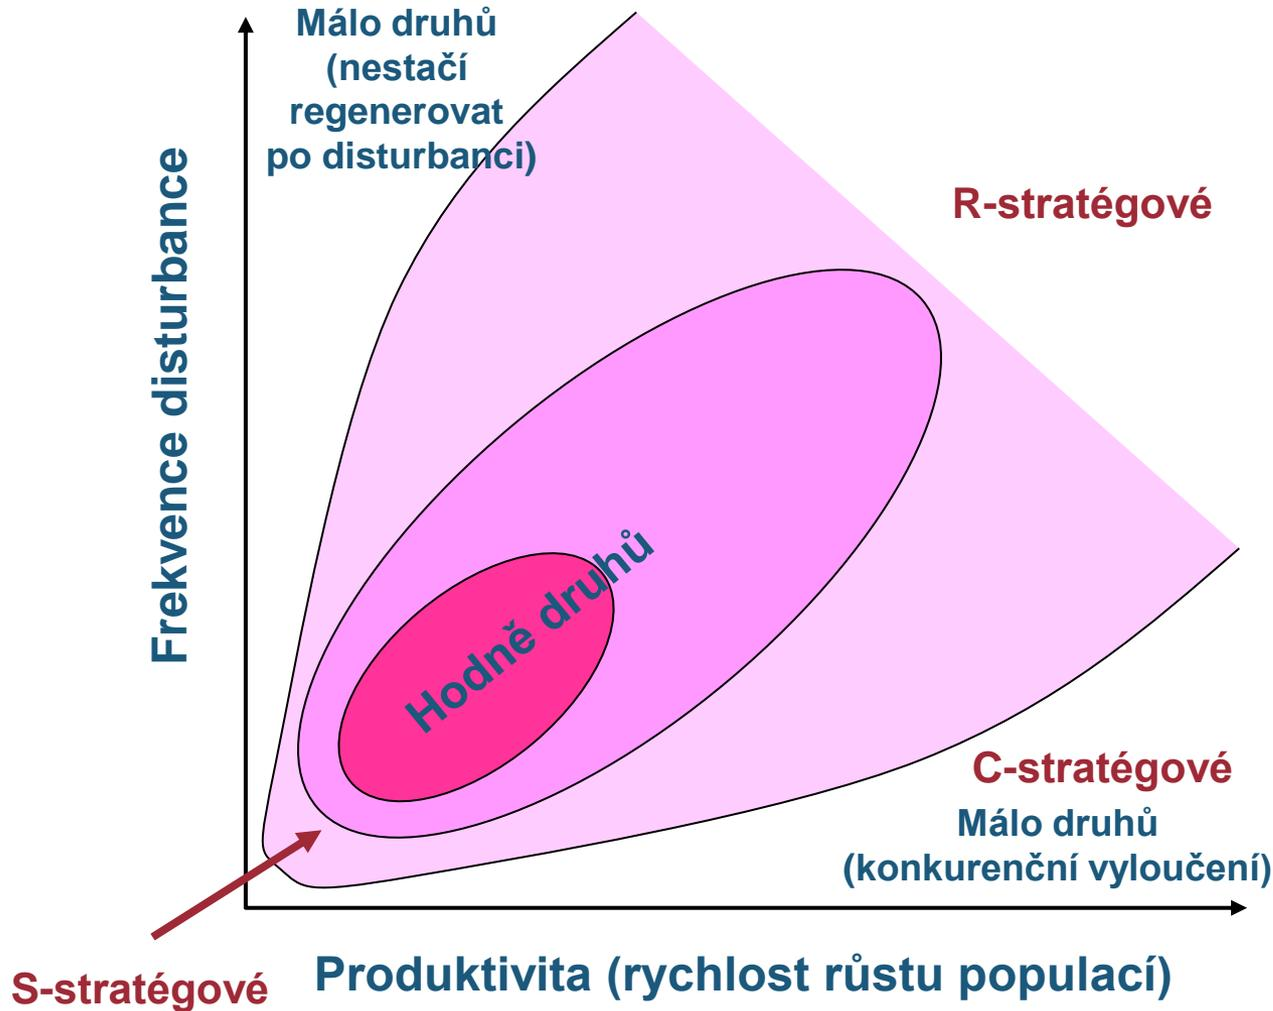 Málo druhů
(nestačí
regenerovat
po disturbanci)
Frekvence disturbance
R-stratégové
Hodně druhů
C-stratégové
Málo druhů
(konkurenční vyloučení)
S-stratégové
Produktivita (rychlost růstu populací)